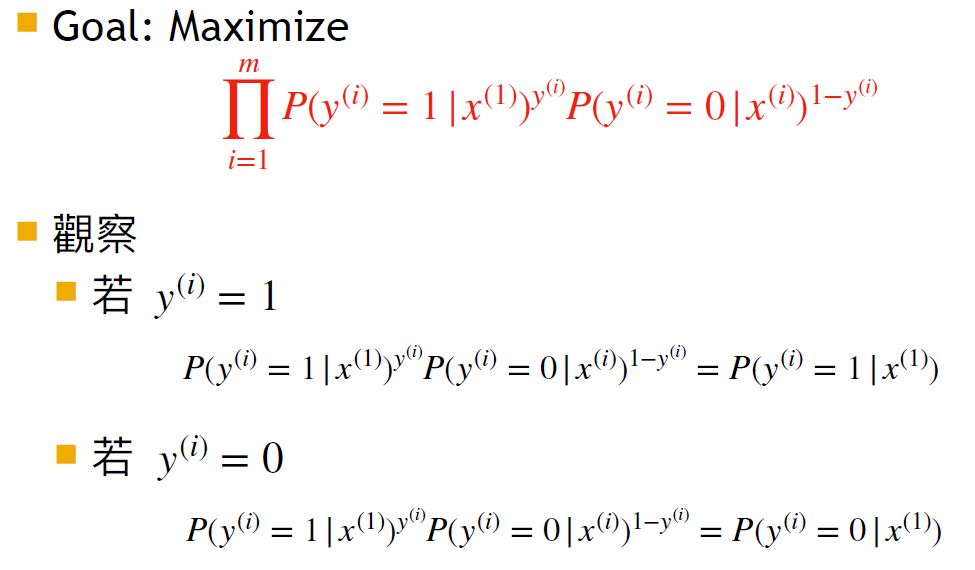 Goal: Maximize
∏_{i=1}^{m} P(y^{(i)} = 1 | x^{(1)})^{y^{(i)}} P(y^{(i)} = 0 | x^{(i)})^{1−y^{(i)}}
觀察
若 y^{(i)} = 1
P(y^{(i)} = 1 | x^{(1)})^{y^{(i)}} P(y^{(i)} = 0 | x^{(i)})^{1−y^{(i)}} = P(y^{(i)} = 1 | x^{(1)})
若 y^{(i)} = 0
P(y^{(i)} = 1 | x^{(1)})^{y^{(i)}} P(y^{(i)} = 0 | x^{(i)})^{1−y^{(i)}} = P(y^{(i)} = 0 | x^{(1)})